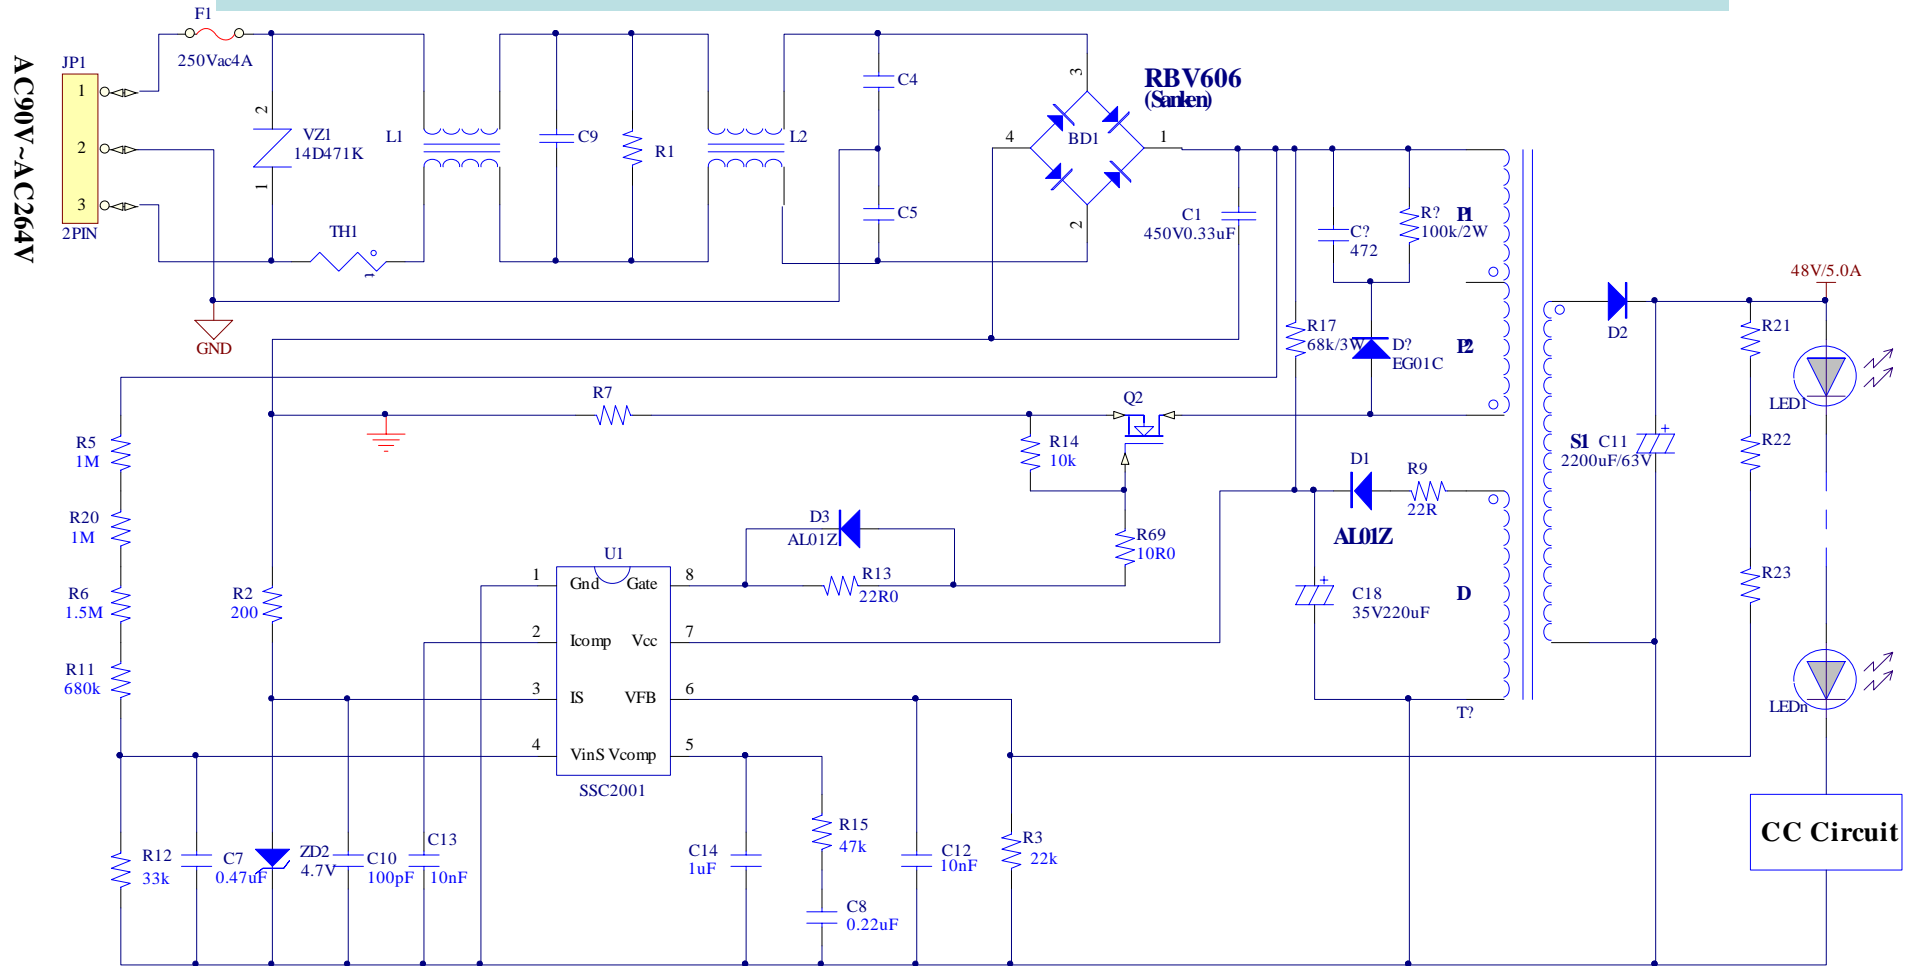 F1
250Vac4A
JP1
1
2
3
2PIN
AC90V~AC264V
2
VZ1
14D471K
1
TH1
t
L1
C9
R1
L2
C4
C5
GND
3
4
BD1
1
2
RBV606
(Sanken)
C1
450V0.33uF
C?
472
R?
100k/2W
P1
P2
R17
68k/3W
D?
EG01C
48V/5.0A
D2
R21
LED1
R22
S1
C11
2200uF/63V
R23
LEDn
CC Circuit
R7
Q2
R14
10k
D1
R9
22R
AL01Z
R5
1M
R20
1M
R6
1.5M
R11
680k
R2
200
D3
AL01Z
R13
22R0
R69
10R0
C18
35V220uF
D
T?
U1
1
Gnd
Gate
8
2
Icomp
Vcc
7
3
IS
VFB
6
4
VinS
Vcomp
5
SSC2001
R12
33k
C7
0.47uF
ZD2
4.7V
C10
100pF
C13
10nF
C14
1uF
R15
47k
C8
0.22uF
C12
10nF
R3
22k